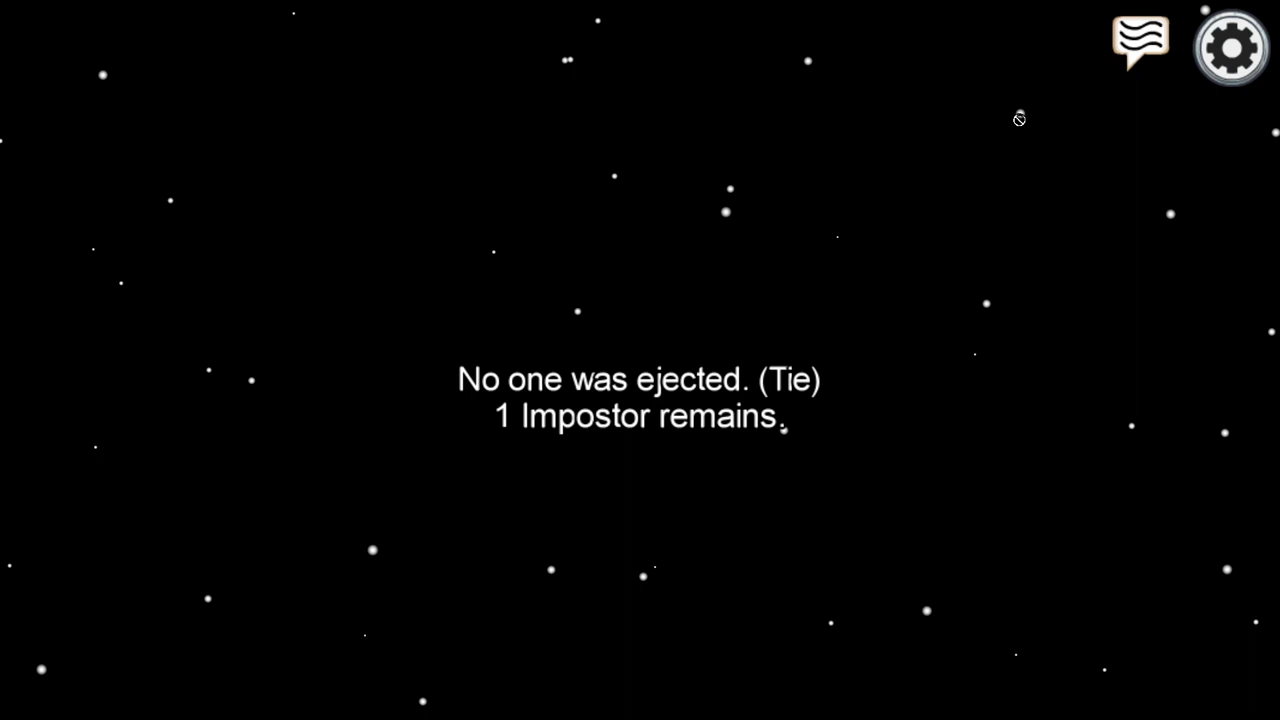 No one was ejected. (Tie)
1 Impostor remains.